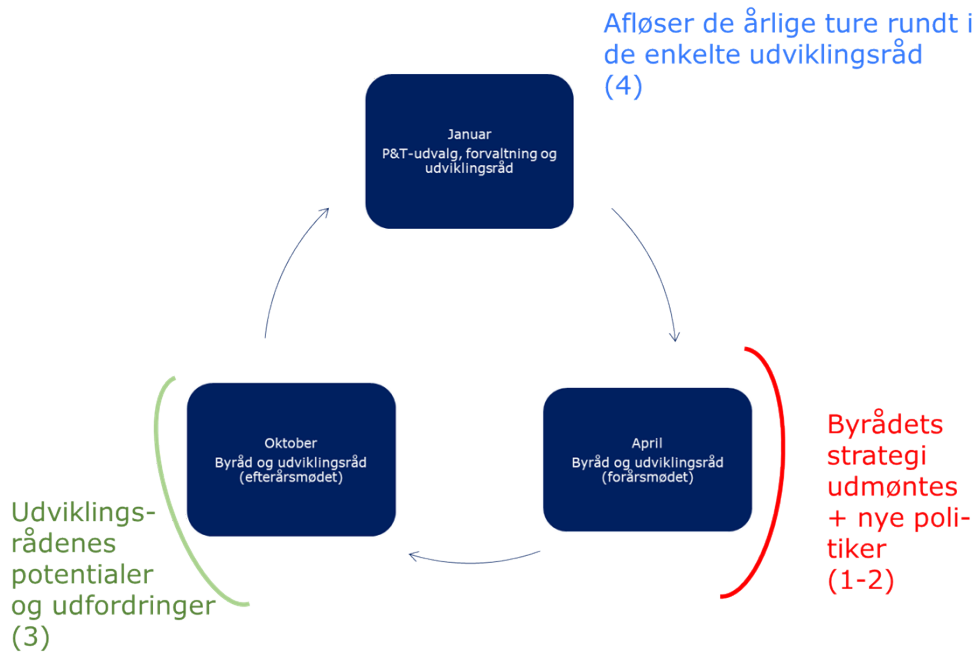 Afløser de årlige ture rundt i
de enkelte udviklingsråd
(4)
Januar
P&T-udvalg, forvaltning og
udviklingsråd
April
Byråd og udviklingsråd
(forårsmødet)
Byrådets
strategi
udmøntes
+ nye poli-
tiker
(1-2)
Oktober
Byråd og udviklingsråd
(efterårsmødet)
Udviklings-
rådenes
potentialer
og udfordringer
(3)